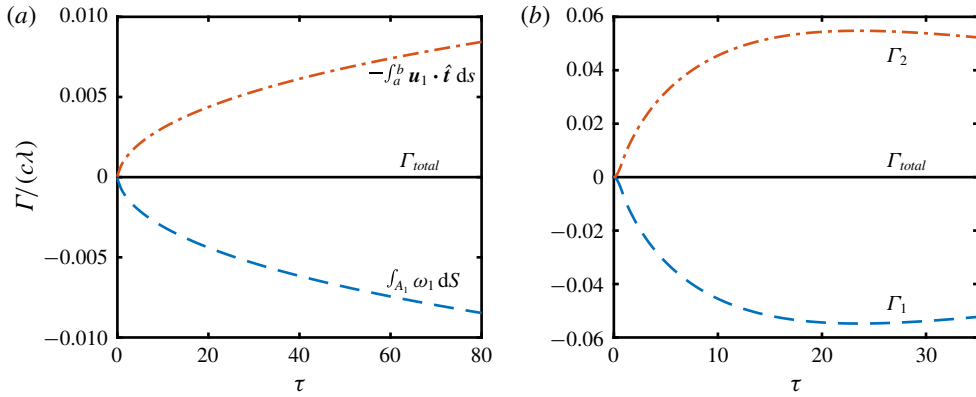 (a)
0.010
0.005
0
−0.005
−0.010
Γ/(cλ)
−∫_a^b u₁ · t̂ ds
Γ_total
∫_{A₁} ω₁ dS
0 20 40 60 80
τ
(b)
0.06
0.04
0.02
0
−0.02
−0.04
−0.06
Γ₂
Γ_total
Γ₁
0 10 20 30
τ